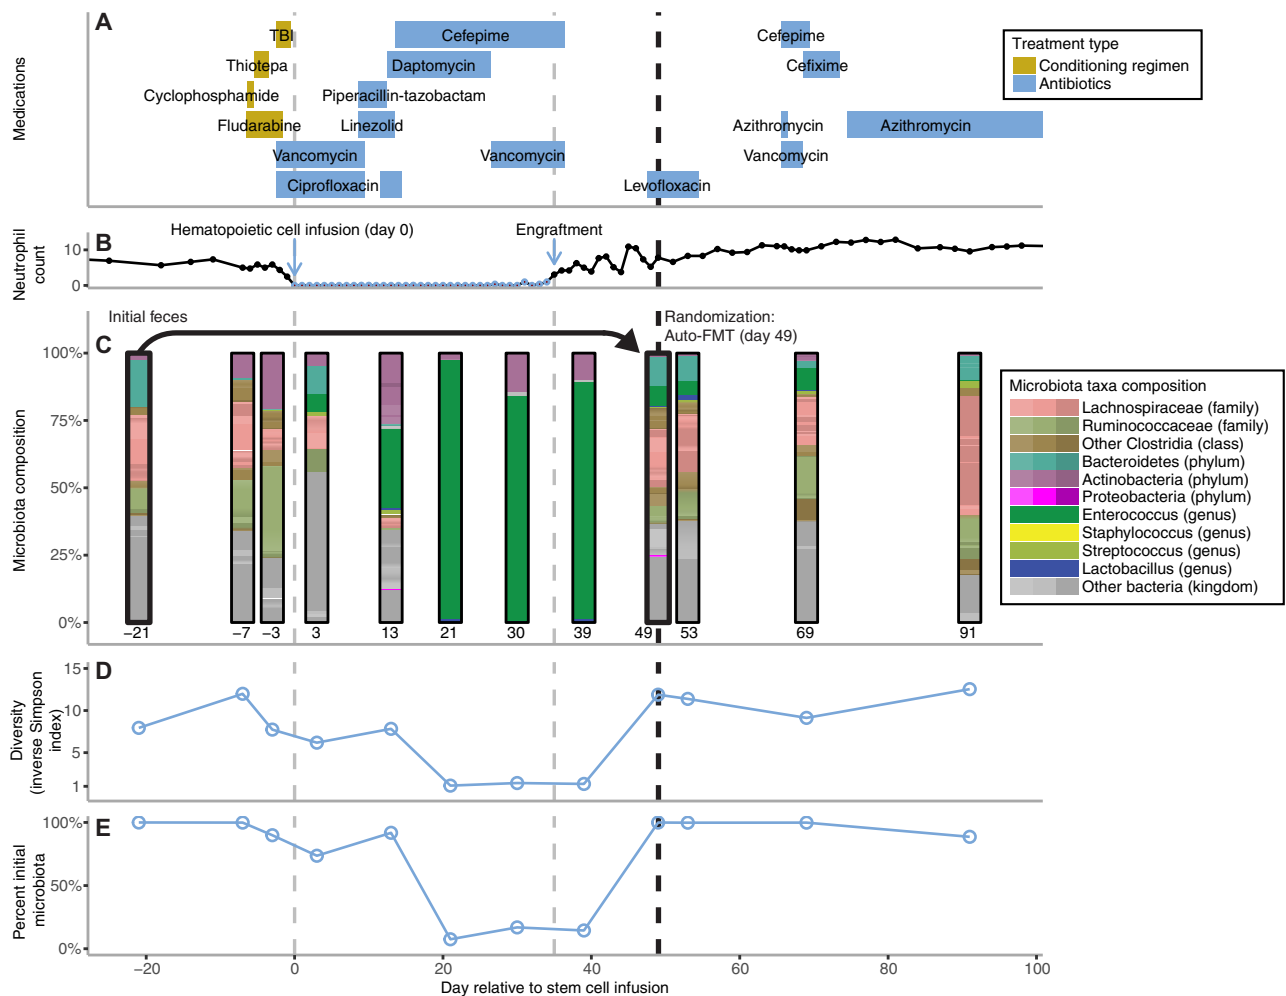 A
Medications
TBI
Cefepime
Cefepime
Thiotepa
Daptomycin
Cefixime
Cyclophosphamide
Piperacillin-tazobactam
Fludarabine
Linezolid
Azithromycin
Azithromycin
Vancomycin
Vancomycin
Vancomycin
Ciprofloxacin
Levofloxacin
Treatment type
Conditioning regimen
Antibiotics
B
Neutrophil
count
10
0
Hematopoietic cell infusion (day 0)
Engraftment
Initial feces
Randomization:
Auto-FMT (day 49)
C
Microbiota composition
100%
75%
50%
25%
0%
−21
−7
−3
3
13
21
30
39
49
53
69
91
Microbiota taxa composition
Lachnospiraceae (family)
Ruminococcaceae (family)
Other Clostridia (class)
Bacteroidetes (phylum)
Actinobacteria (phylum)
Proteobacteria (phylum)
Enterococcus (genus)
Staphylococcus (genus)
Streptococcus (genus)
Lactobacillus (genus)
Other bacteria (kingdom)
D
Diversity
(inverse Simpson
index)
15
10
5
1
E
Percent initial
microbiota
100%
50%
0%
−20
0
20
40
60
80
100
Day relative to stem cell infusion